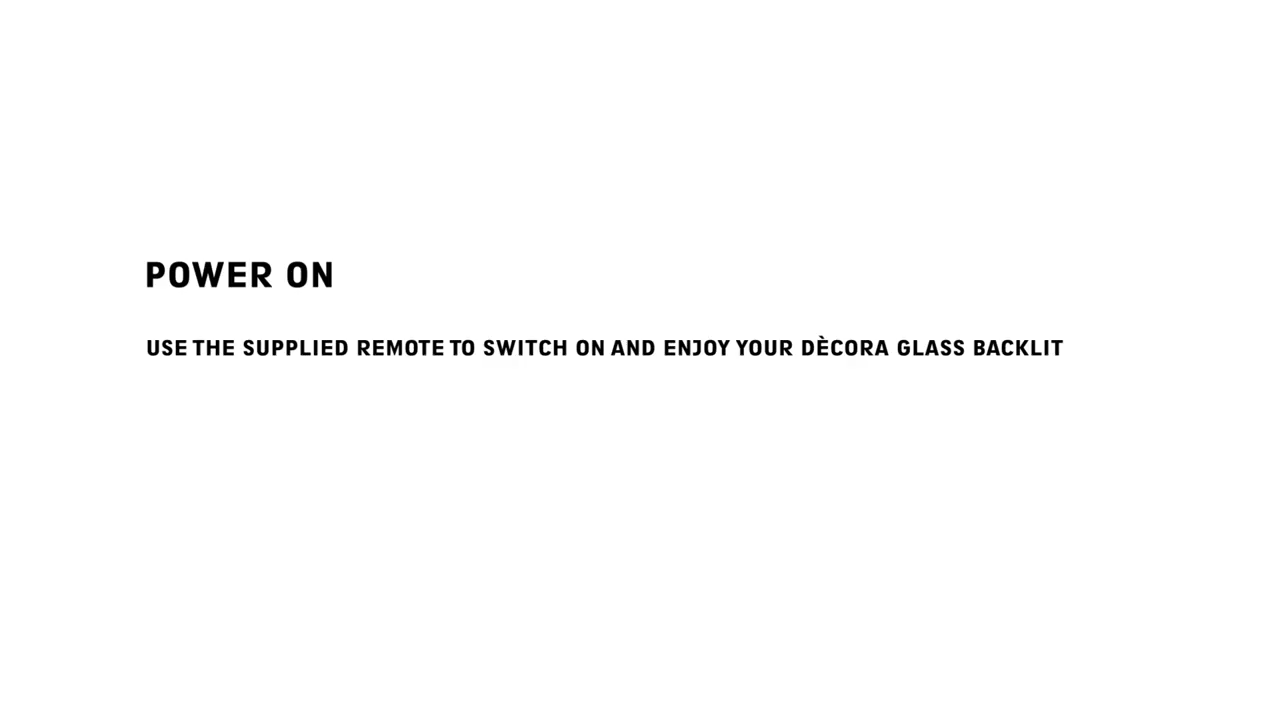 POWER ON
USE THE SUPPLIED REMOTE TO SWITCH ON AND ENJOY YOUR DÈCORA GLASS BACKLIT